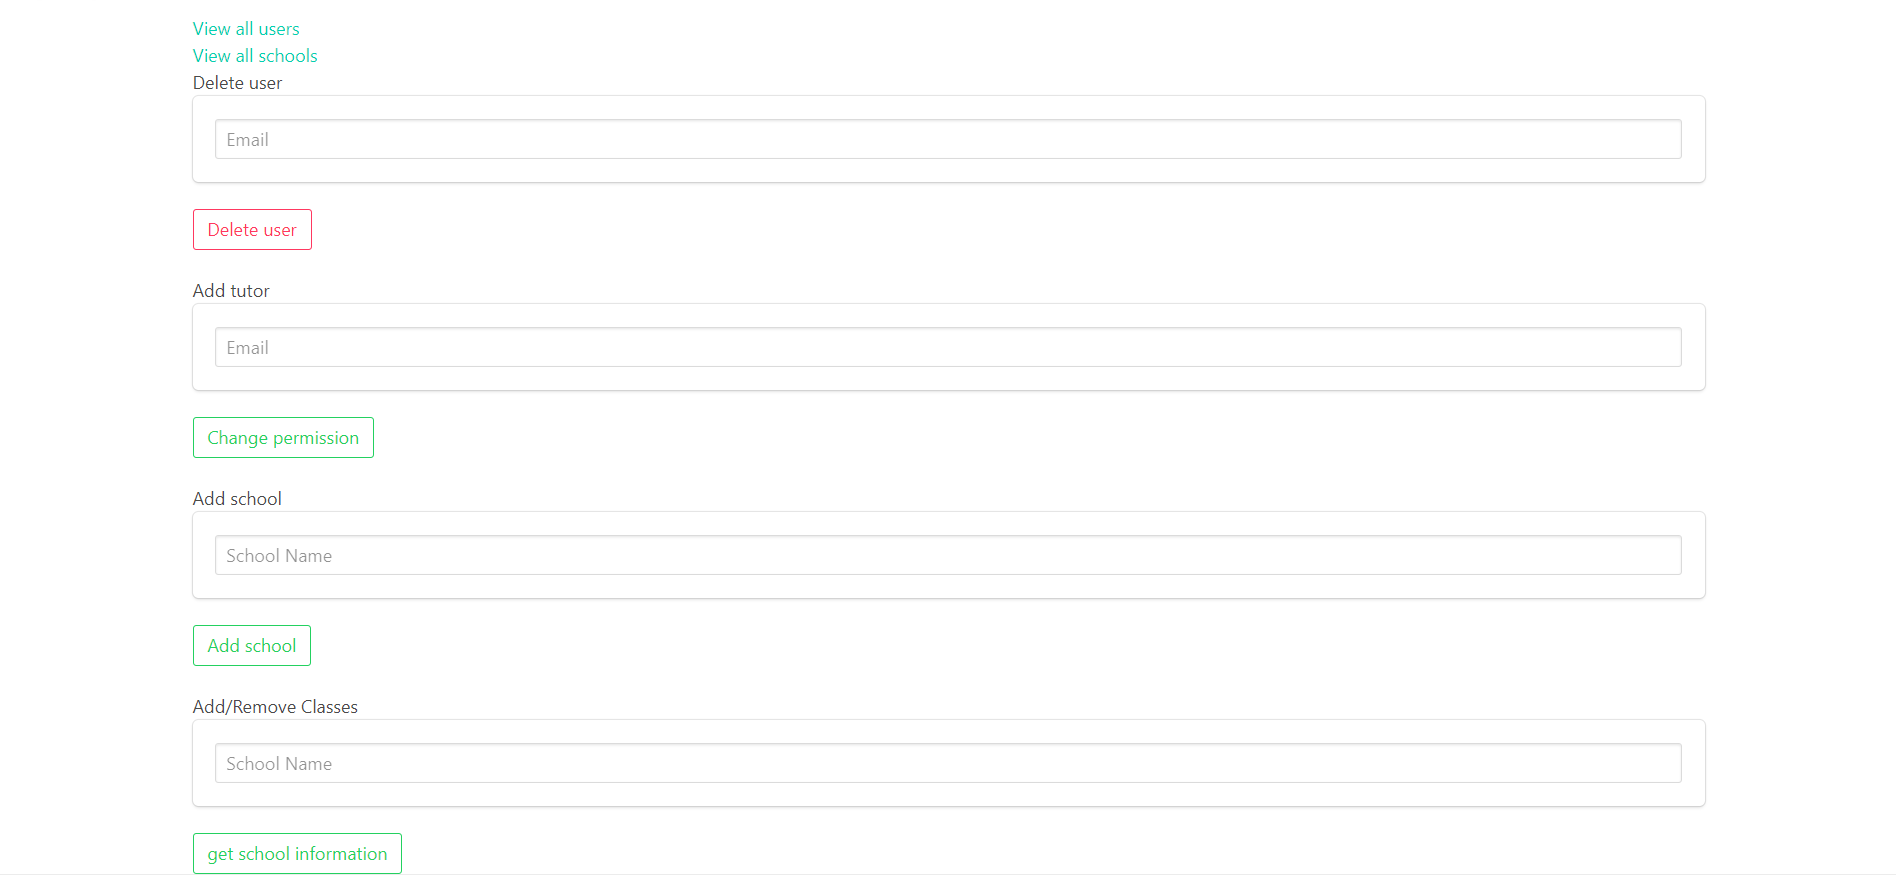 View all users
View all schools
Delete user
Email
Delete user
Add tutor
Email
Change permission
Add school
School Name
Add school
Add/Remove Classes
School Name
get school information